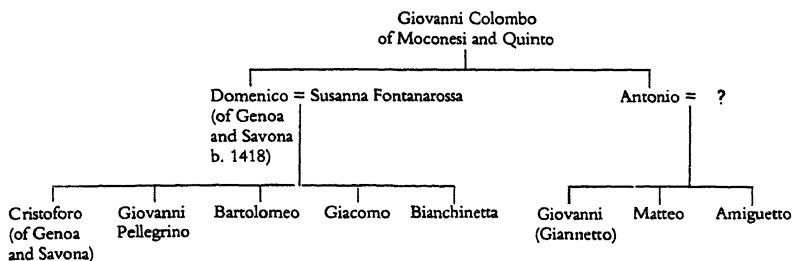 Giovanni Colombo
of Moconesi and Quinto
Domenico = Susanna Fontanarossa
(of Genoa
and Savona
b. 1418)
Antonio = ?
Cristoforo
(of Genoa
and Savona)
Giovanni
Pellegrino
Bartolomeo
Giacomo
Bianchinetta
Giovanni
(Giannetto)
Matteo
Amiguetto